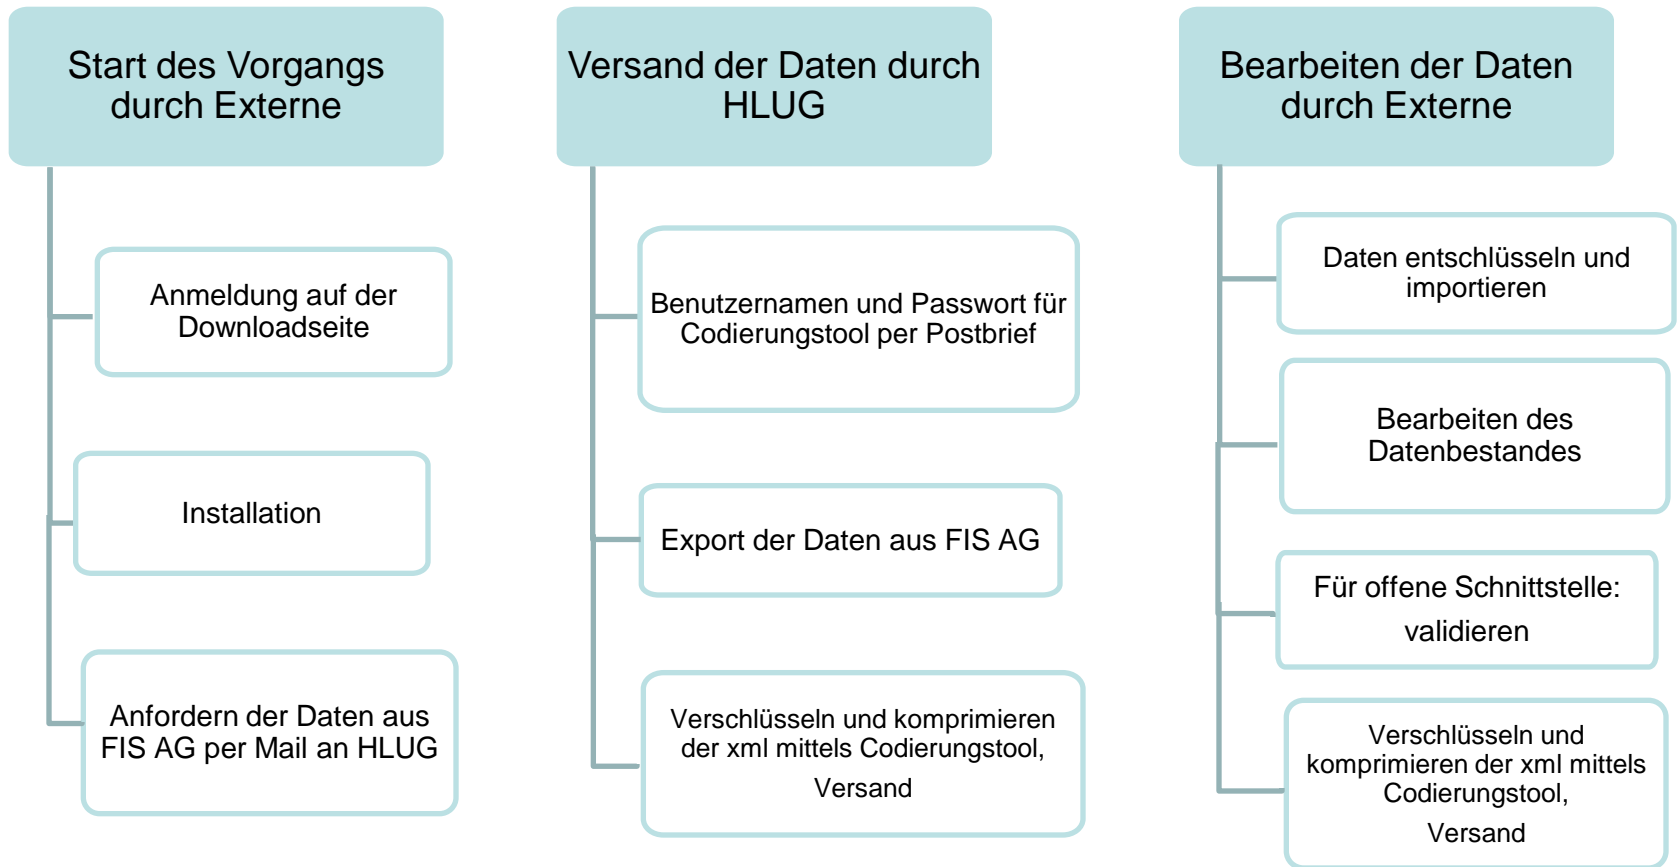 Start des Vorgangs
durch Externe
Anmeldung auf der
Downloadseite
Installation
Anfordern der Daten aus
FIS AG per Mail an HLUG
Versand der Daten durch
HLUG
Benutzernamen und Passwort für
Codierungstool per Postbrief
Export der Daten aus FIS AG
Verschlüsseln und komprimieren
der xml mittels Codierungstool,
Versand
Bearbeiten der Daten
durch Externe
Daten entschlüsseln und
importieren
Bearbeiten des
Datenbestandes
Für offene Schnittstelle:
validieren
Verschlüsseln und
komprimieren der xml mittels
Codierungstool,
Versand